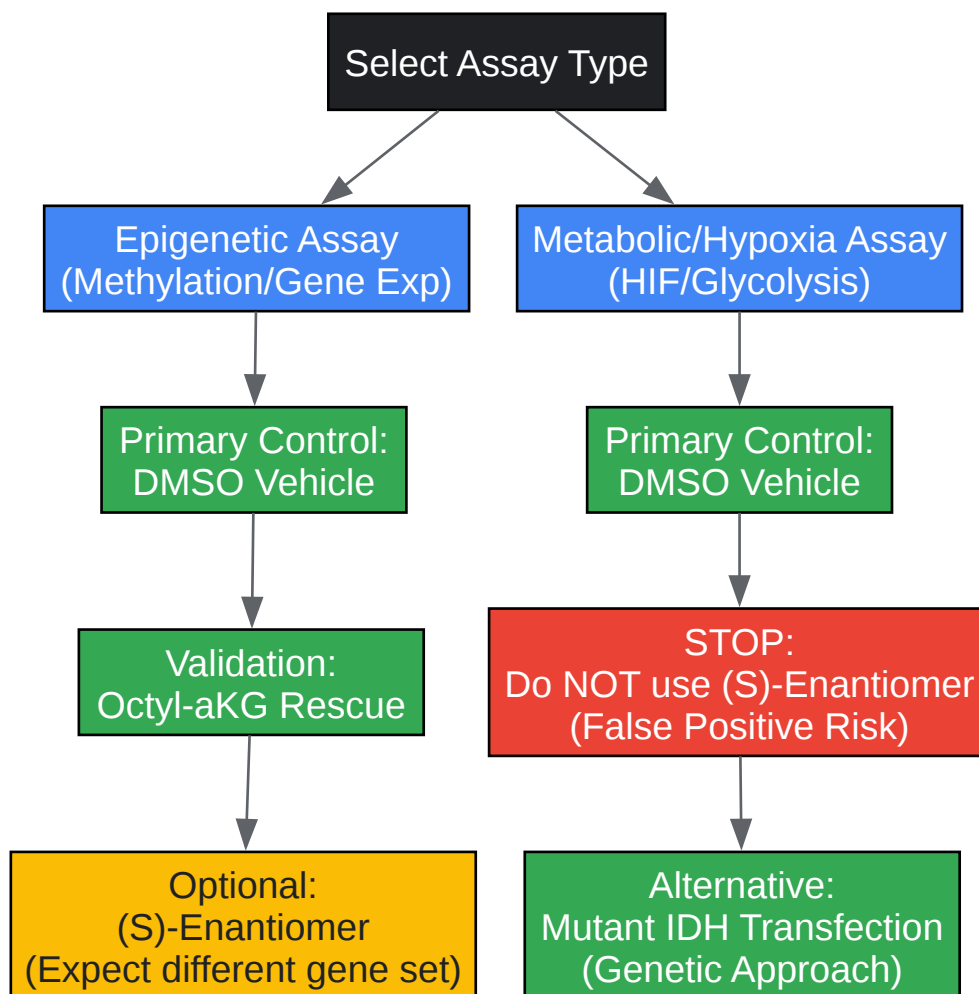 Select Assay Type
Epigenetic Assay
(Methylation/Gene Exp)
Metabolic/Hypoxia Assay
(HIF/Glycolysis)
Primary Control:
DMSO Vehicle
Primary Control:
DMSO Vehicle
Validation:
Octyl-aKG Rescue
STOP:
Do NOT use (S)-Enantiomer
(False Positive Risk)
Optional:
(S)-Enantiomer
(Expect different gene set)
Alternative:
Mutant IDH Transfection
(Genetic Approach)